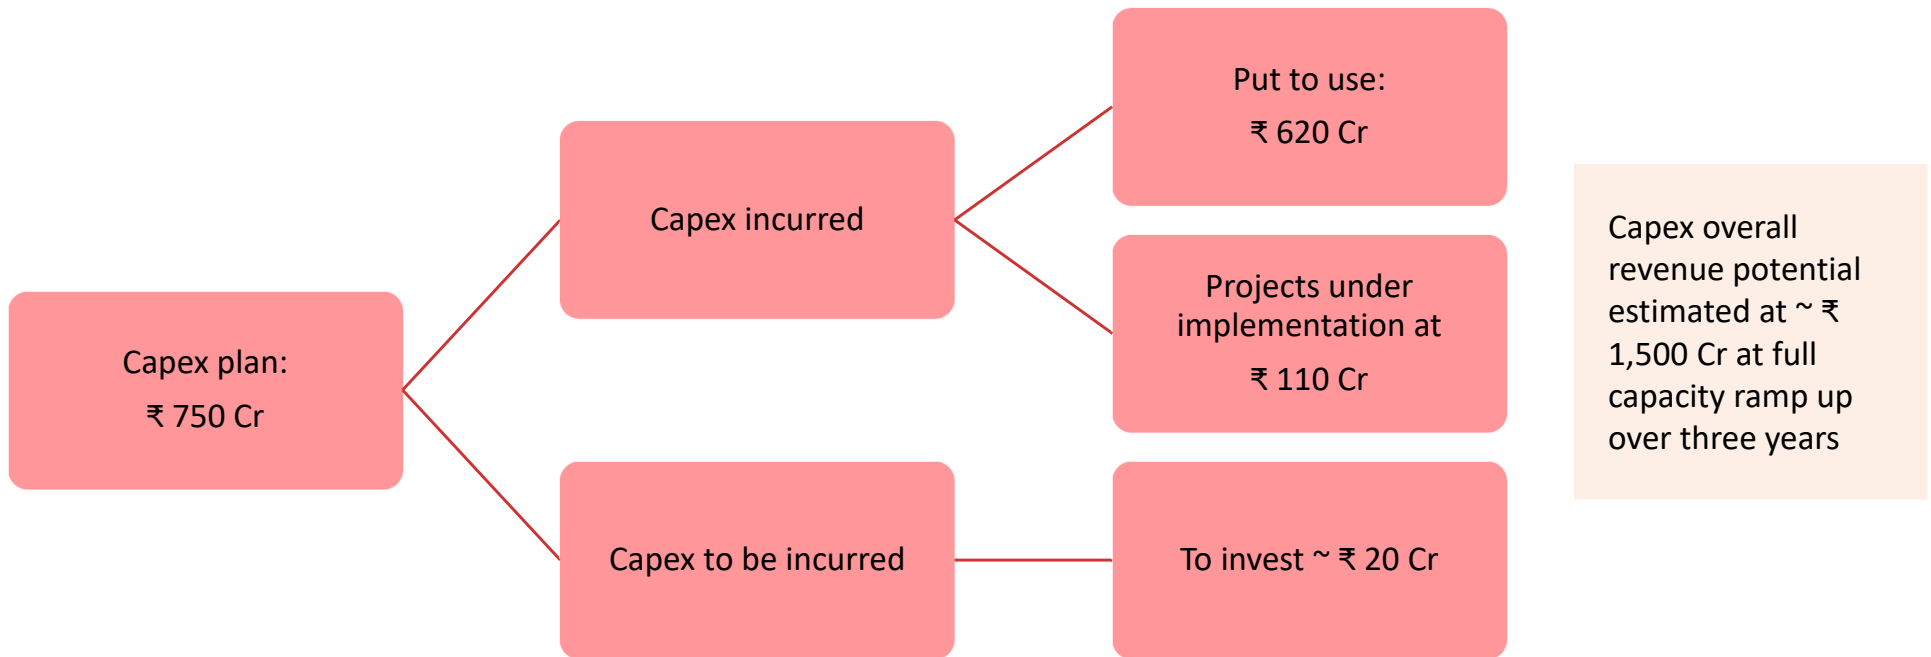 Capex plan:
₹ 750 Cr
Capex incurred
Capex to be incurred
Put to use:
₹ 620 Cr
Projects under
implementation at
₹ 110 Cr
To invest ~ ₹ 20 Cr
Capex overall
revenue potential
estimated at ~ ₹
1,500 Cr at full
capacity ramp up
over three years